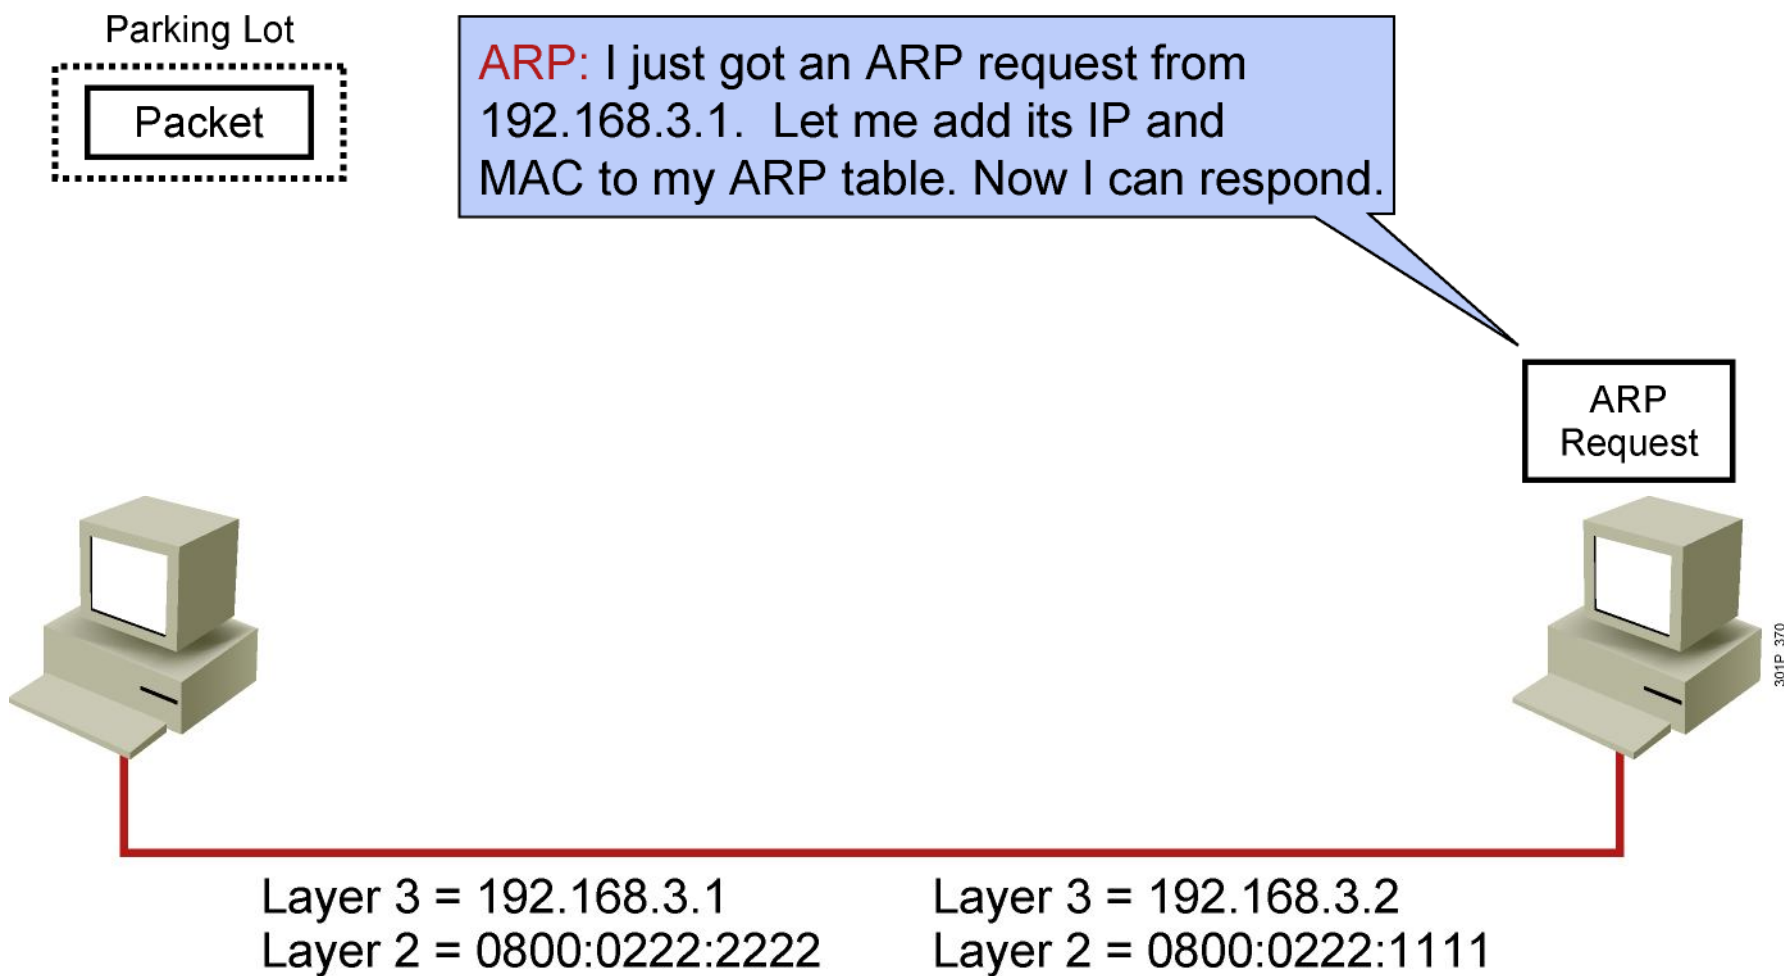 Parking Lot
Packet
ARP: I just got an ARP request from
192.168.3.1.  Let me add its IP and
MAC to my ARP table. Now I can respond.
ARP
Request
301P_370
Layer 3 = 192.168.3.1
Layer 2 = 0800:0222:2222
Layer 3 = 192.168.3.2
Layer 2 = 0800:0222:1111